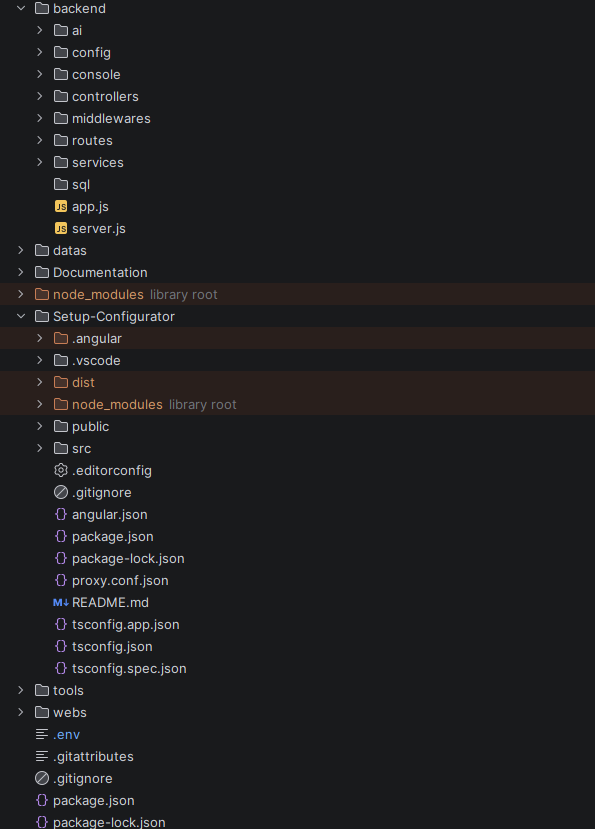 backend
ai
config
console
controllers
middlewares
routes
services
sql
JS app.js
JS server.js
datas
Documentation
node_modules library root
Setup-Configurator
.angular
.vscode
dist
node_modules library root
public
src
.editorconfig
.gitignore
{} angular.json
{} package.json
{} package-lock.json
{} proxy.conf.json
M↓ README.md
{} tsconfig.app.json
{} tsconfig.json
{} tsconfig.spec.json
tools
webs
.env
.gitattributes
.gitignore
{} package.json
{} package-lock.json